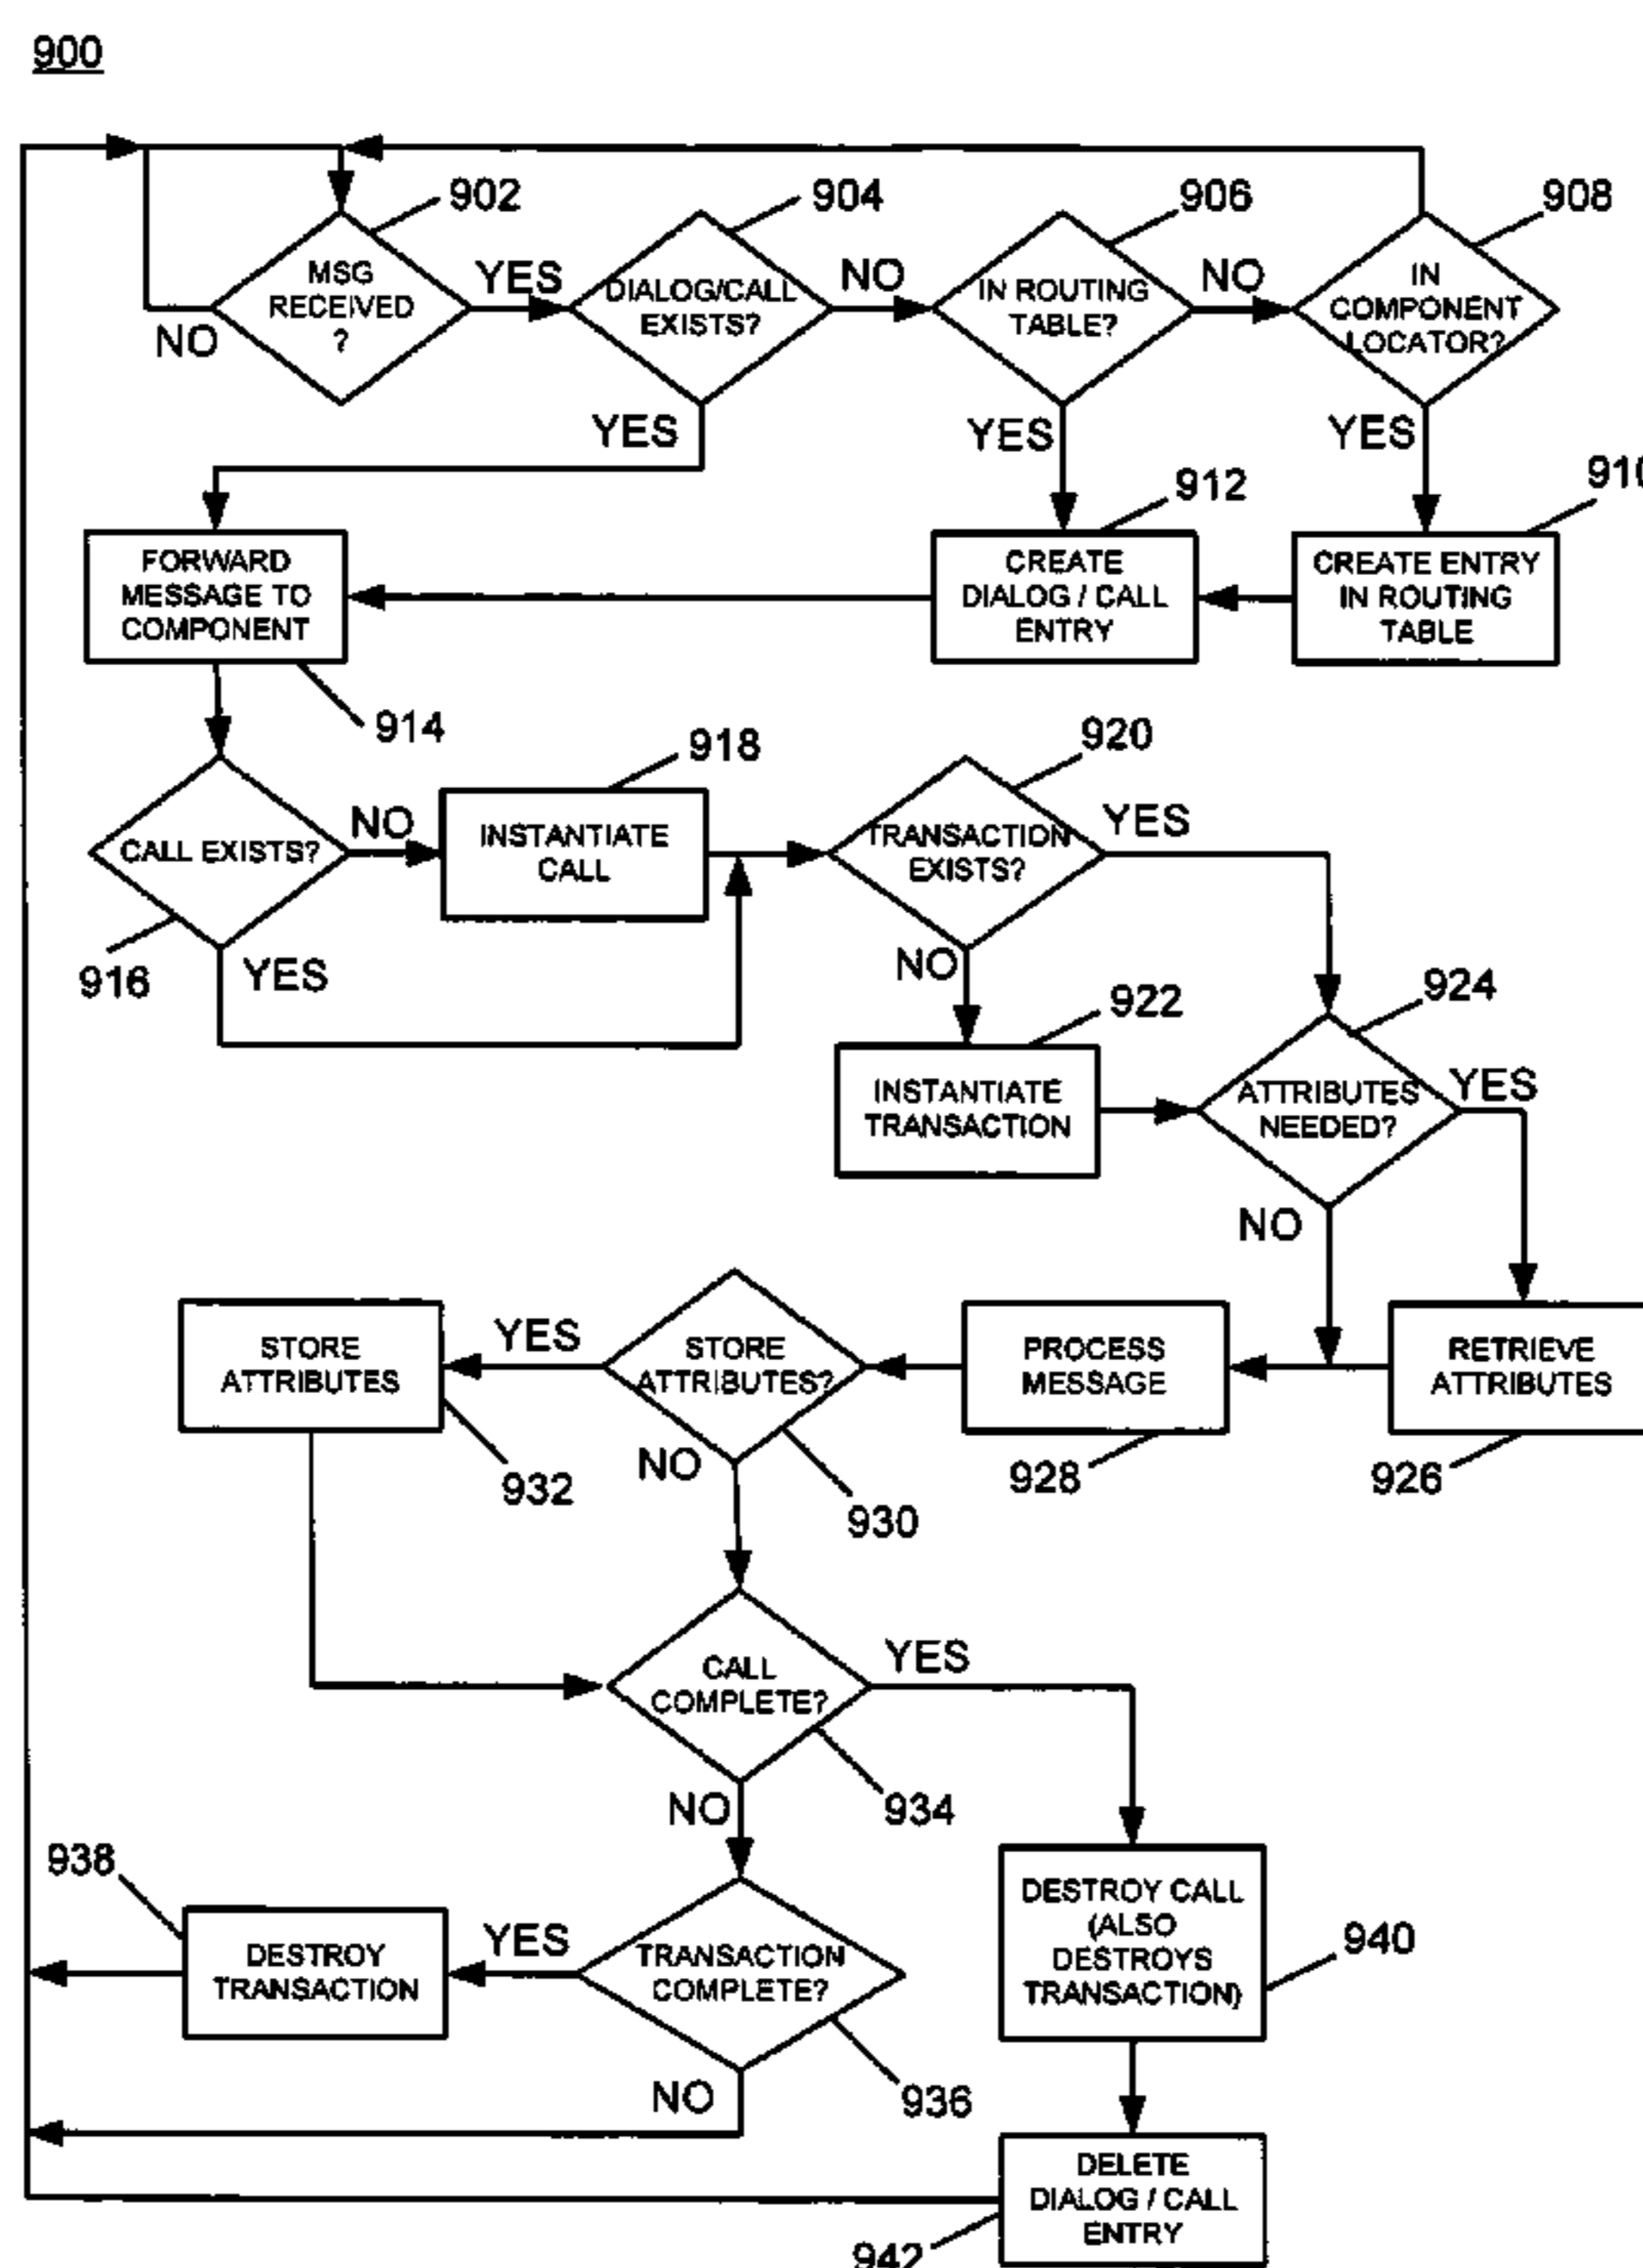 900
902
904
906
908
MSG
RECEIVED
?
YES
NO
DIALOG/CALL
EXISTS?
NO
YES
IN ROUTING
TABLE?
NO
YES
IN
COMPONENT
LOCATOR?
YES
910
912
FORWARD
MESSAGE TO
COMPONENT
CREATE
DIALOG / CALL
ENTRY
CREATE ENTRY
IN ROUTING
TABLE
914
918
920
CALL EXISTS?
NO
YES
916
INSTANTIATE
CALL
TRANSACTION
EXISTS?
YES
NO
922
924
INSTANTIATE
TRANSACTION
ATTRIBUTES
NEEDED?
YES
NO
STORE
ATTRIBUTES
YES
STORE
ATTRIBUTES?
NO
PROCESS
MESSAGE
RETRIEVE
ATTRIBUTES
932
930
928
926
CALL
COMPLETE?
YES
NO
934
938
DESTROY
TRANSACTION
YES
TRANSACTION
COMPLETE?
NO
936
DESTROY CALL
(ALSO
DESTROYS
TRANSACTION)
940
DELETE
DIALOG / CALL
ENTRY
942